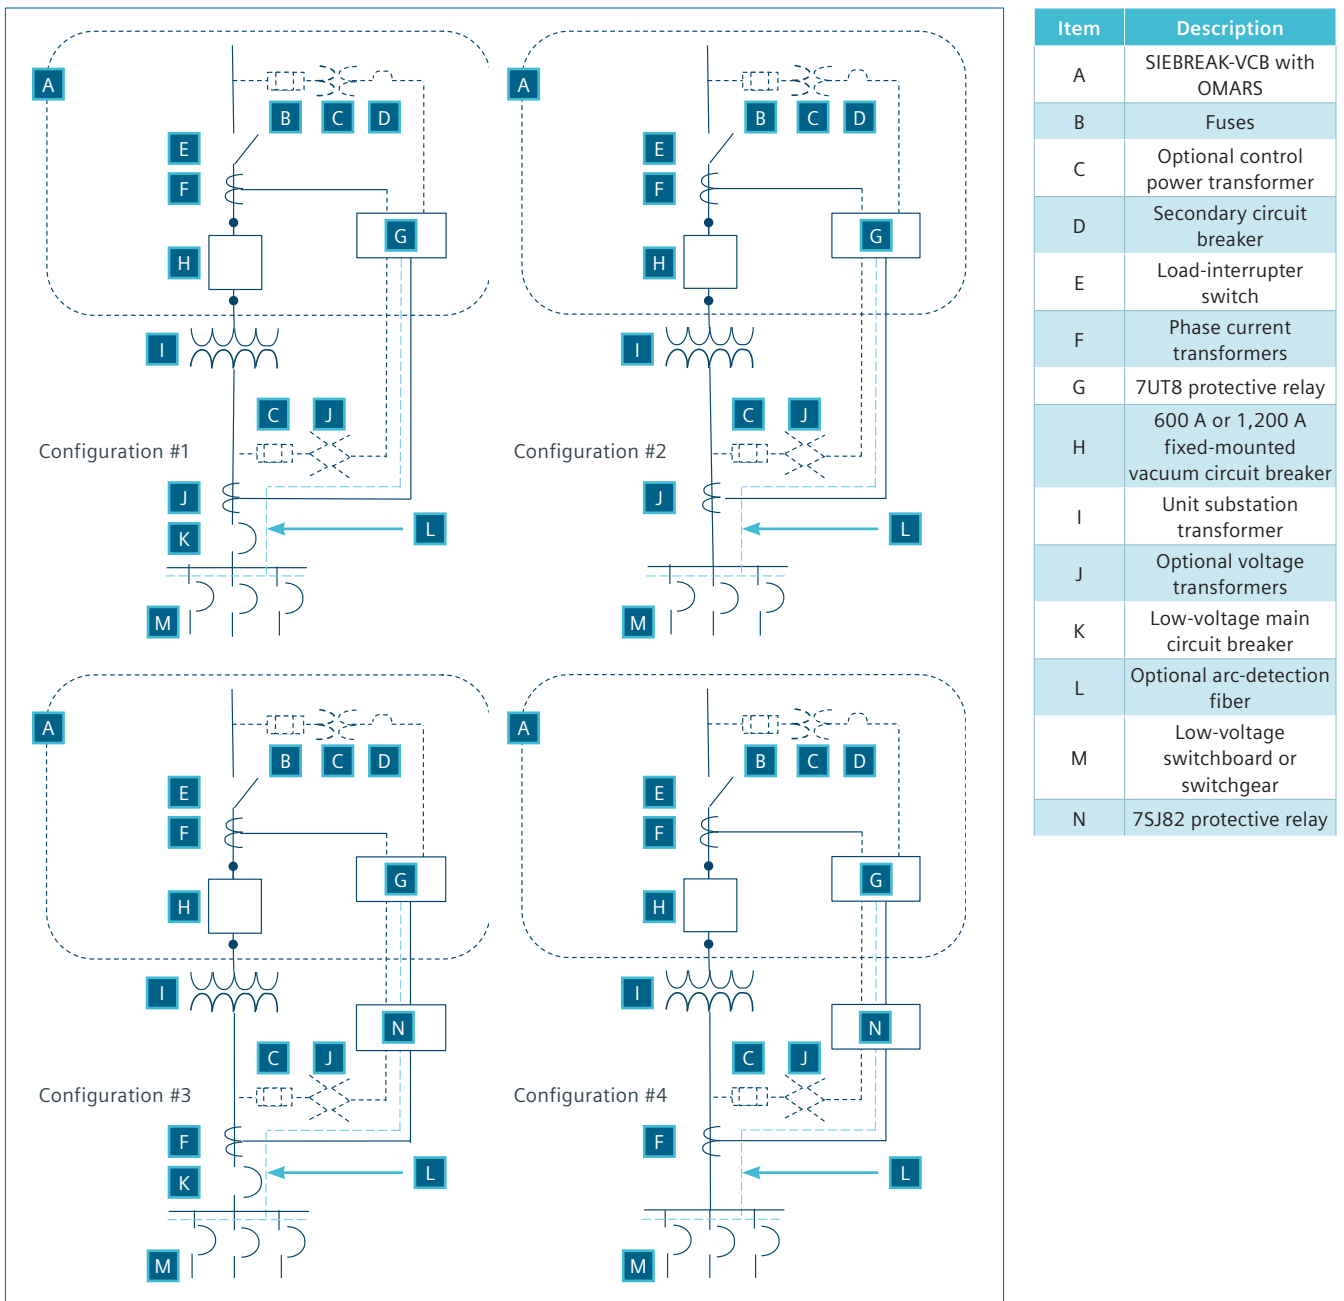 A
B C D
E
F
G
H
I
C J
Configuration #1
J
L
K
M
A
B C D
E
F
G
H
I
C J
Configuration #2
J
L
M
A
B C D
E
F
G
H
I
N
C J
Configuration #3
F
L
K
M
A
B C D
E
F
G
H
I
N
C J
Configuration #4
F
L
M
Item Description
A SIEBREAK-VCB with
OMARS
B Fuses
C Optional control
power transformer
D Secondary circuit
breaker
E Load-interrupter
switch
F Phase current
transformers
G 7UT8 protective relay
H 600 A or 1,200 A
fixed-mounted
vacuum circuit breaker
I Unit substation
transformer
J Optional voltage
transformers
K Low-voltage main
circuit breaker
L Optional arc-detection
fiber
M Low-voltage
switchboard or
switchgear
N 7SJ82 protective relay